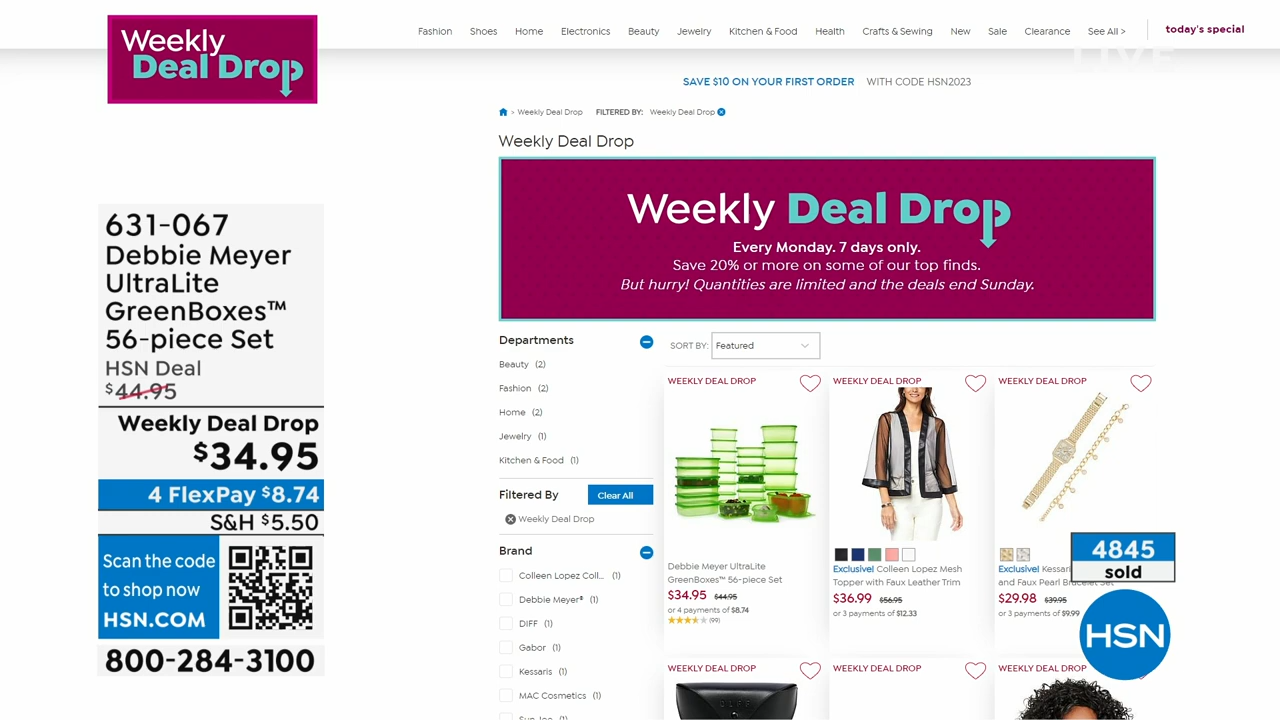 Weekly
Deal Drop
Fashion Shoes Home Electronics Beauty Jewelry Kitchen & Food Health Crafts & Sewing New Sale Clearance See All > today's special
LIVE
SAVE $10 ON YOUR FIRST ORDER WITH CODE HSN2023
> Weekly Deal Drop FILTERED BY: Weekly Deal Drop
Weekly Deal Drop
Weekly Deal Drop
Every Monday. 7 days only.
Save 20% or more on some of our top finds.
But hurry! Quantities are limited and the deals end Sunday.
631-067
Debbie Meyer
UltraLite
GreenBoxes™
56-piece Set
HSN Deal
$44.95
Weekly Deal Drop
$34.95
4 FlexPay $8.74
S&H $5.50
Scan the code
to shop now
HSN.COM
800-284-3100
Departments
Beauty (2)
Fashion (2)
Home (2)
Jewelry (1)
Kitchen & Food (1)
Filtered By Clear All
Weekly Deal Drop
Brand
Colleen Lopez Coll... (1)
Debbie Meyer® (1)
DIFF (1)
Gabor (1)
Kessaris (1)
MAC Cosmetics (1)
Sun Joe (1)
SORT BY: Featured
WEEKLY DEAL DROP
Debbie Meyer UltraLite
GreenBoxes™ 56-piece Set
$34.95 $44.95
or 4 payments of $8.74
(99)
WEEKLY DEAL DROP
Exclusive! Colleen Lopez Mesh
Topper with Faux Leather Trim
$36.99 $56.95
or 3 payments of $12.33
WEEKLY DEAL DROP
Exclusive! Kessari
and Faux Pearl Bracelet Set
$29.98 $39.95
or 3 payments of $9.99
WEEKLY DEAL DROP
WEEKLY DEAL DROP
WEEKLY DEAL DROP
4845
sold
HSN